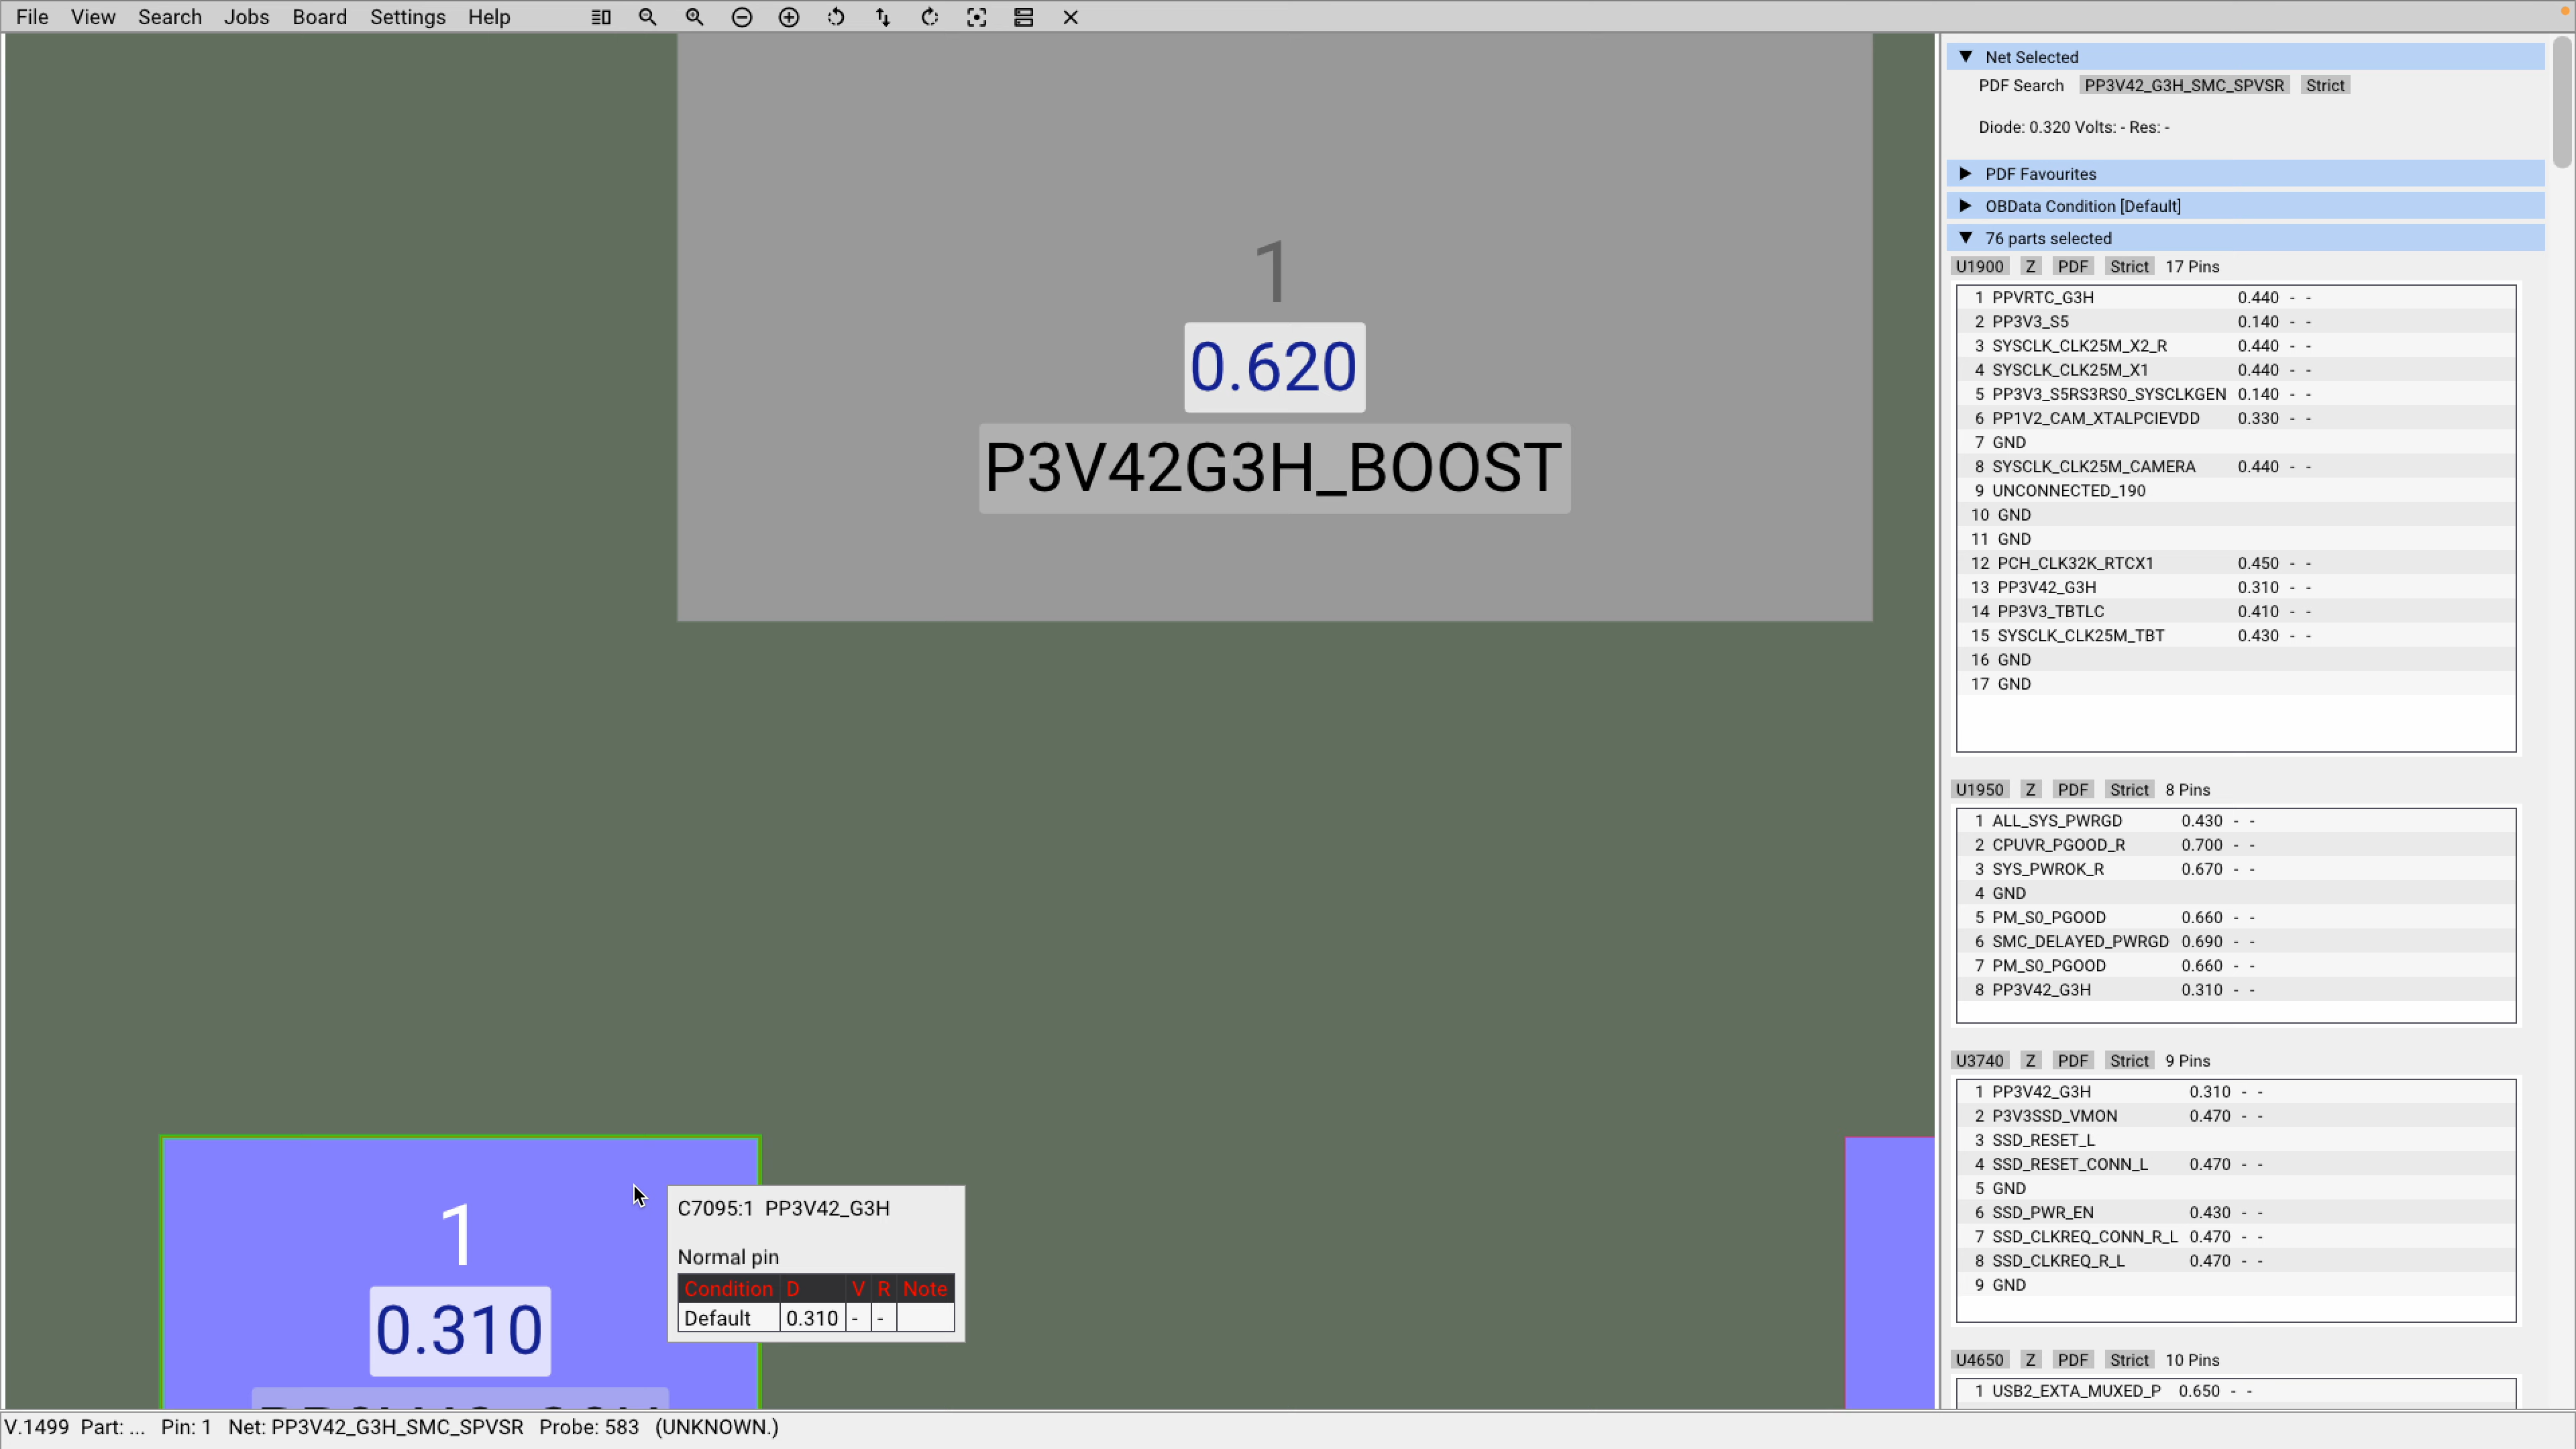 File View Search Jobs Board Settings Help
1
0.620
P3V42G3H_BOOST
1
0.310
C7095:1 PP3V42_G3H
Normal pin
Condition D V R Note
Default 0.310 - -
Net Selected
PDF Search PP3V42_G3H_SMC_SPVSR Strict
Diode: 0.320 Volts: - Res: -
PDF Favourites
OBData Condition [Default]
76 parts selected
U1900 Z PDF Strict 17 Pins
1 PPVRTC_G3H 0.440 - -
2 PP3V3_S5 0.140 - -
3 SYSCLK_CLK25M_X2_R 0.440 - -
4 SYSCLK_CLK25M_X1 0.440 - -
5 PP3V3_S5RS3RS0_SYSCLKGEN 0.140 - -
6 PP1V2_CAM_XTALPCIEVDD 0.330 - -
7 GND
8 SYSCLK_CLK25M_CAMERA 0.440 - -
9 UNCONNECTED_190
10 GND
11 GND
12 PCH_CLK32K_RTCX1 0.450 - -
13 PP3V42_G3H 0.310 - -
14 PP3V3_TBTLC 0.410 - -
15 SYSCLK_CLK25M_TBT 0.430 - -
16 GND
17 GND
U1950 Z PDF Strict 8 Pins
1 ALL_SYS_PWRGD 0.430 - -
2 CPUVR_PGOOD_R 0.700 - -
3 SYS_PWROK_R 0.670 - -
4 GND
5 PM_S0_PGOOD 0.660 - -
6 SMC_DELAYED_PWRGD 0.690 - -
7 PM_S0_PGOOD 0.660 - -
8 PP3V42_G3H 0.310 - -
U3740 Z PDF Strict 9 Pins
1 PP3V42_G3H 0.310 - -
2 P3V3SSD_VMON 0.470 - -
3 SSD_RESET_L
4 SSD_RESET_CONN_L 0.470 - -
5 GND
6 SSD_PWR_EN 0.430 - -
7 SSD_CLKREQ_CONN_R_L 0.470 - -
8 SSD_CLKREQ_R_L 0.470 - -
9 GND
U4650 Z PDF Strict 10 Pins
1 USB2_EXTA_MUXED_P 0.650 - -
V.1499 Part: ... Pin: 1 Net: PP3V42_G3H_SMC_SPVSR Probe: 583 (UNKNOWN.)